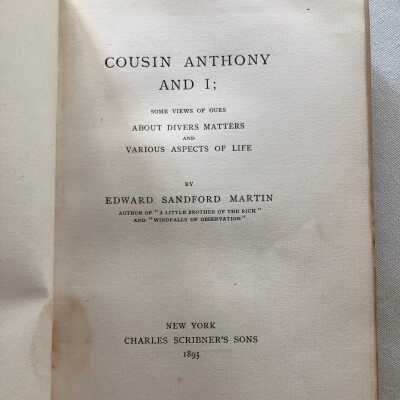 COUSIN ANTHONY
AND I;
SOME VIEWS OF OURS
ABOUT DIVERS MATTERS
AND
VARIOUS ASPECTS OF LIFE
BY
EDWARD SANDFORD MARTIN
AUTHOR OF "A LITTLE BROTHER OF THE RICH"
AND "WINDFALLS OF OBSERVATION"
NEW YORK
CHARLES SCRIBNER'S SONS
1895